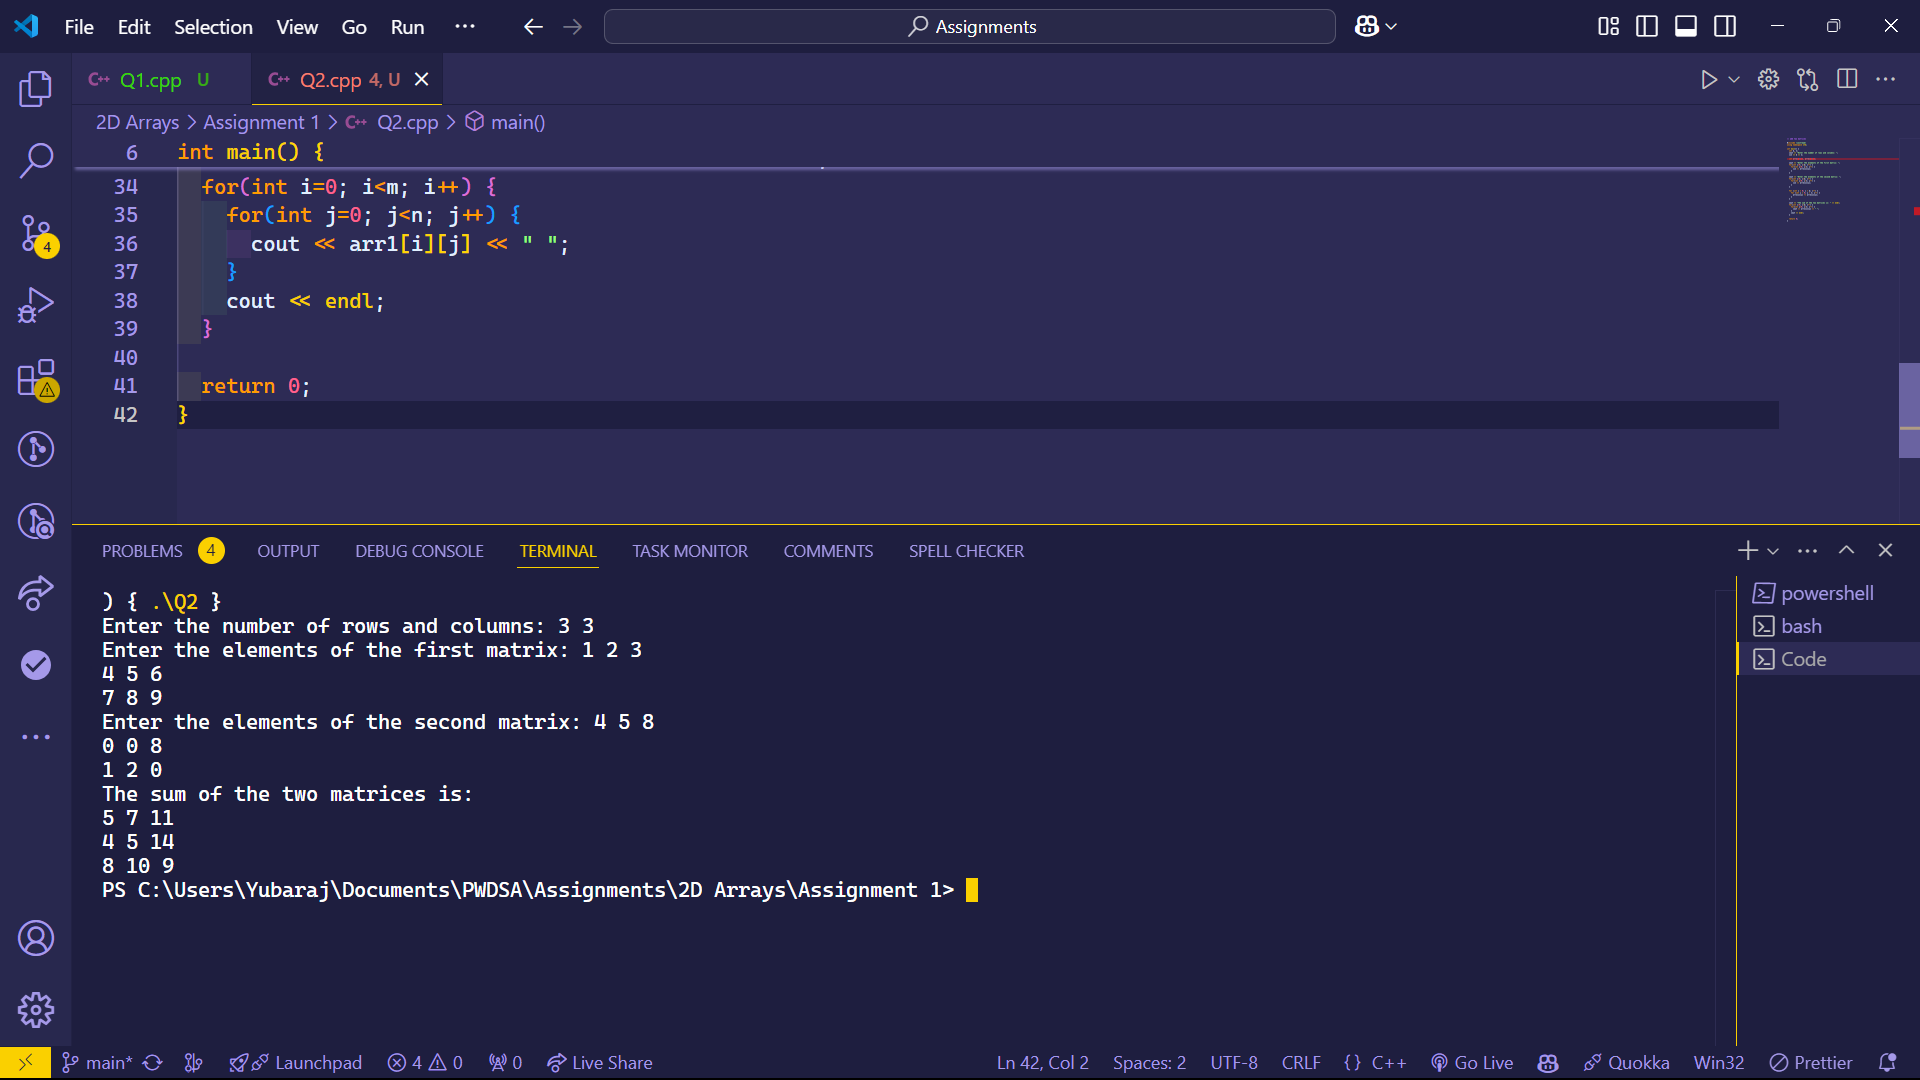 File Edit Selection View Go Run ··· Assignments
C++ Q1.cpp U C++ Q2.cpp 4, U
2D Arrays > Assignment 1 > C++ Q2.cpp > main()
6 int main() {
34 for(int i=0; i<m; i++) {
35 for(int j=0; j<n; j++) {
36 cout << arr1[i][j] << " ";
37 }
38 cout << endl;
39 }
40
41 return 0;
42 }
4
PROBLEMS 4 OUTPUT DEBUG CONSOLE TERMINAL TASK MONITOR COMMENTS SPELL CHECKER
) { .\Q2 }
Enter the number of rows and columns: 3 3
Enter the elements of the first matrix: 1 2 3
4 5 6
7 8 9
Enter the elements of the second matrix: 4 5 8
0 0 8
1 2 0
The sum of the two matrices is:
5 7 11
4 5 14
8 10 9
PS C:\Users\Yubaraj\Documents\PWDSA\Assignments\2D Arrays\Assignment 1>
powershell
bash
Code
main* Launchpad 4 0 0 Live Share Ln 42, Col 2 Spaces: 2 UTF-8 CRLF {} C++ Go Live Quokka Win32 Prettier